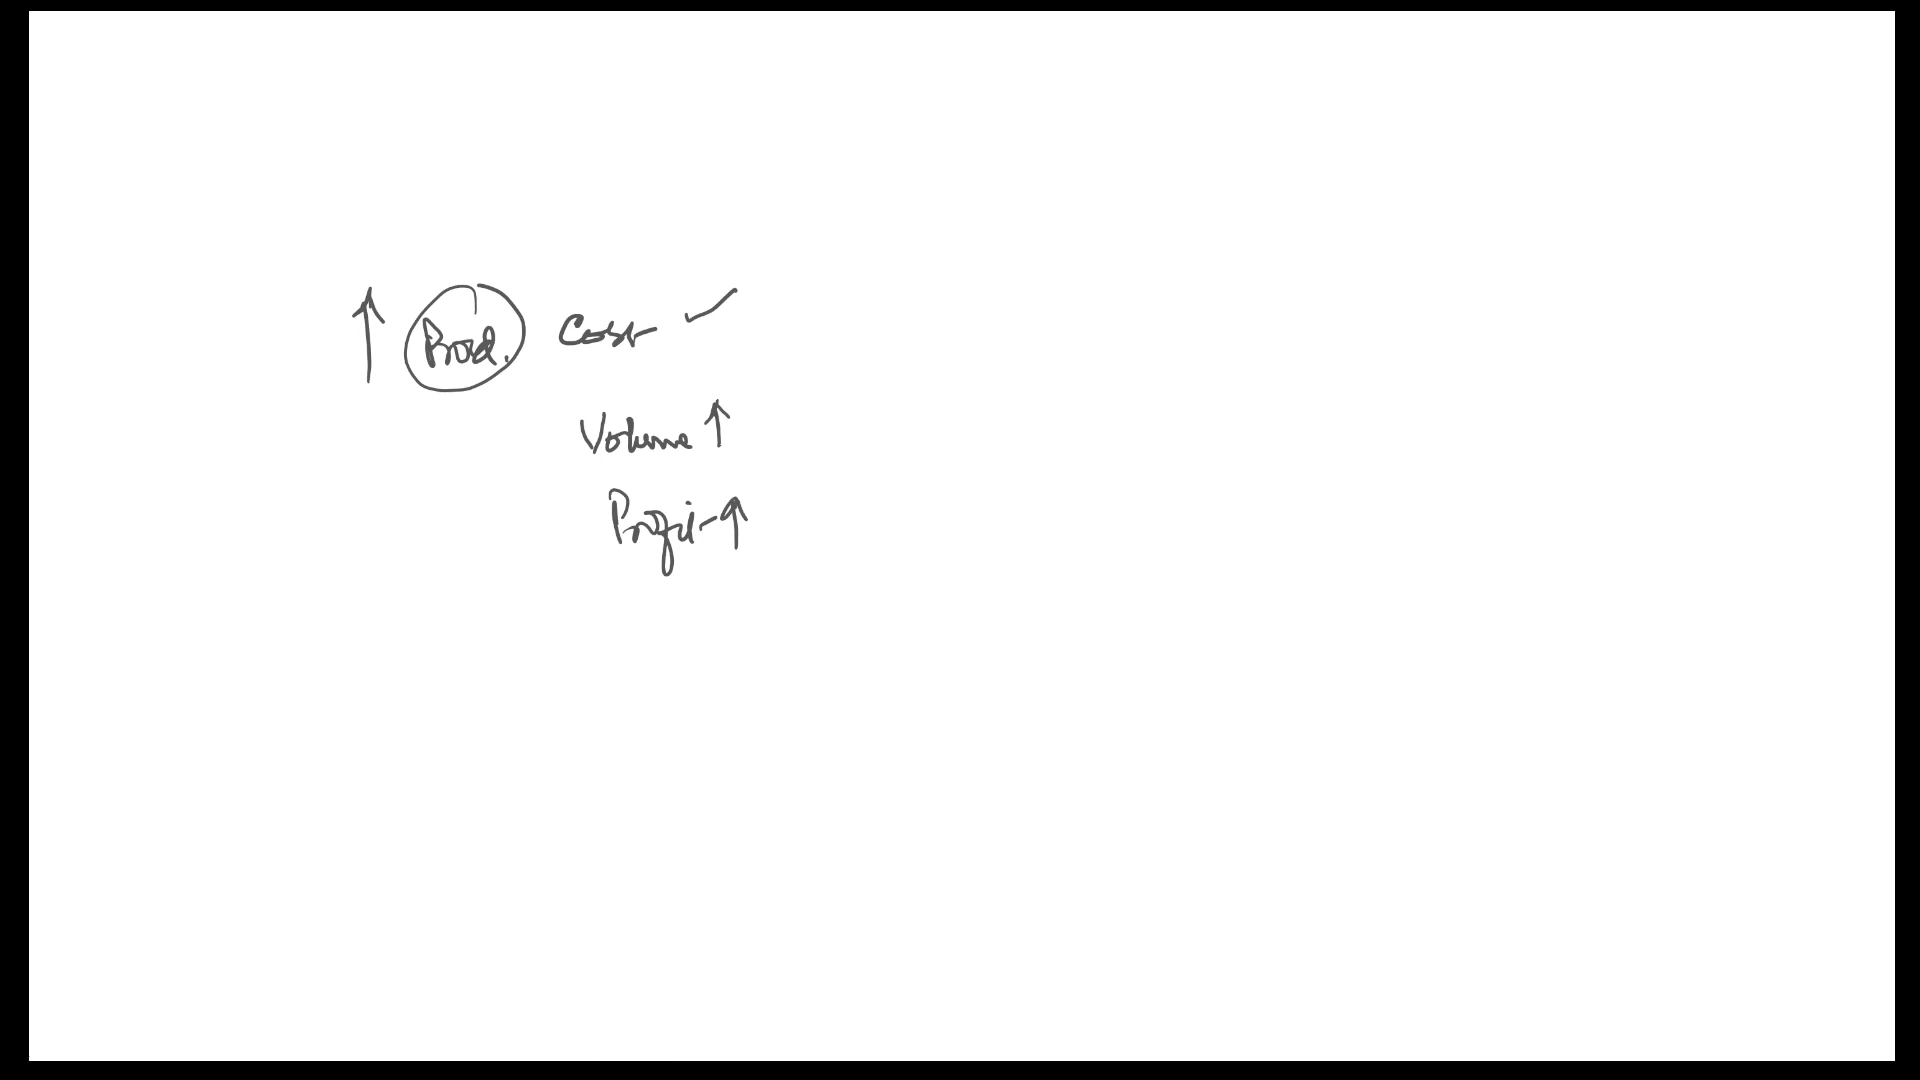 ↑ Prod. Cost ✓
Volume ↑
Profit ↑